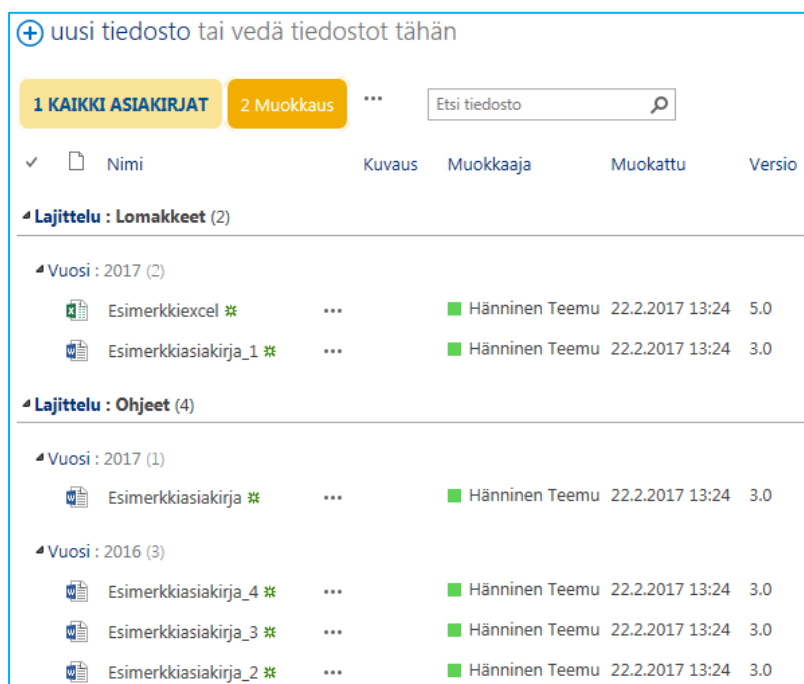 uusi tiedosto tai vedä tiedostot tähän
1 KAIKKI ASIAKIRJAT 2 Muokkaus ••• Etsi tiedosto
Nimi Kuvaus Muokkaaja Muokattu Versio
Lajittelu : Lomakkeet (2)
Vuosi : 2017 (2)
Esimerkkiexcel ••• Hänninen Teemu 22.2.2017 13:24 5.0
Esimerkkiasiakirja_1 ••• Hänninen Teemu 22.2.2017 13:24 3.0
Lajittelu : Ohjeet (4)
Vuosi : 2017 (1)
Esimerkkiasiakirja ••• Hänninen Teemu 22.2.2017 13:24 3.0
Vuosi : 2016 (3)
Esimerkkiasiakirja_4 ••• Hänninen Teemu 22.2.2017 13:24 3.0
Esimerkkiasiakirja_3 ••• Hänninen Teemu 22.2.2017 13:24 3.0
Esimerkkiasiakirja_2 ••• Hänninen Teemu 22.2.2017 13:24 3.0